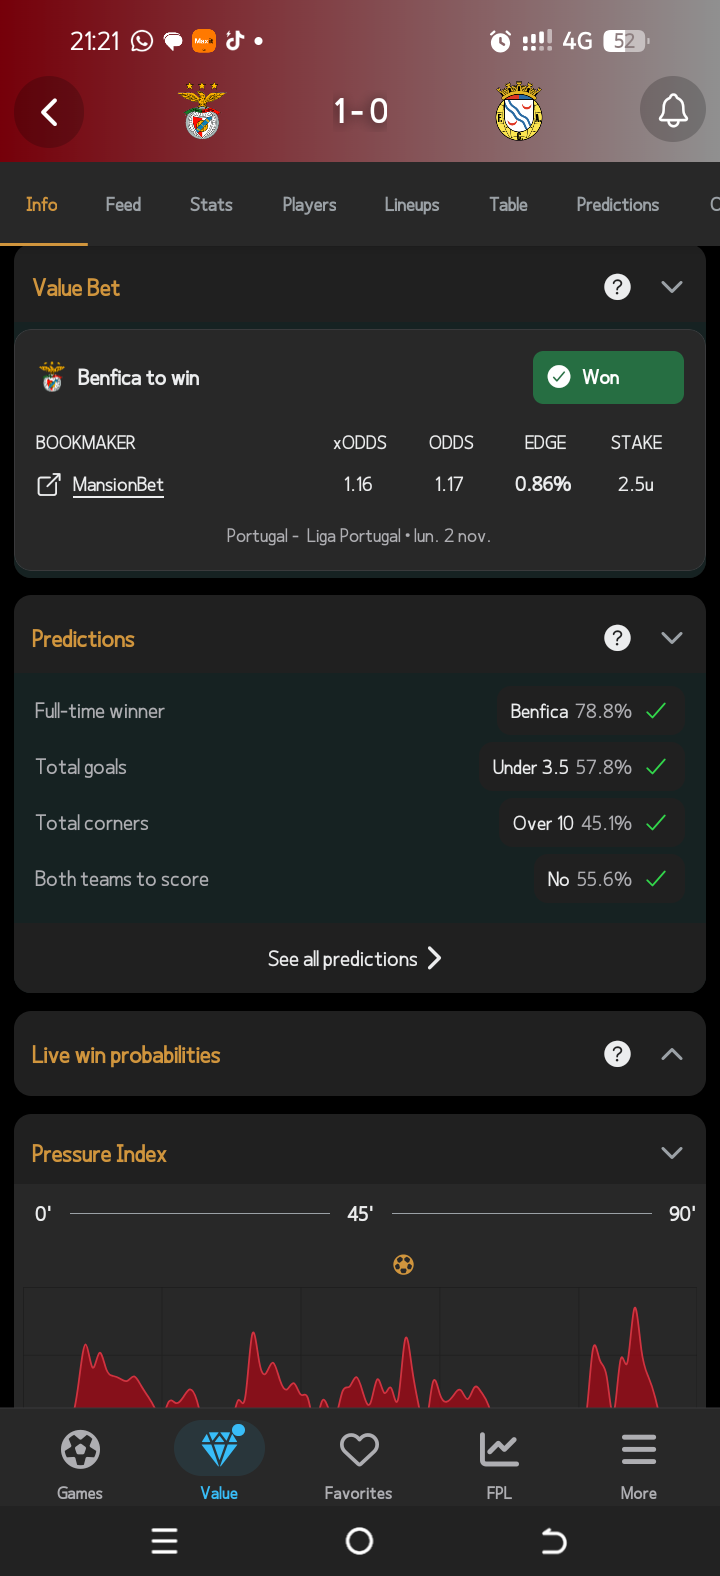 21:21 4G 52
1 - 0
Info Feed Stats Players Lineups Table Predictions
Value Bet ?
Benfica to win Won
BOOKMAKER xODDS ODDS EDGE STAKE
MansionBet 1.16 1.17 0.86% 2.5u
Portugal - Liga Portugal • lun. 2 nov.
Predictions ?
Full-time winner Benfica 78.8%
Total goals Under 3.5 57.8%
Total corners Over 10 45.1%
Both teams to score No 55.6%
See all predictions
Live win probabilities ?
Pressure Index
0' 45' 90'
Games Value Favorites FPL More